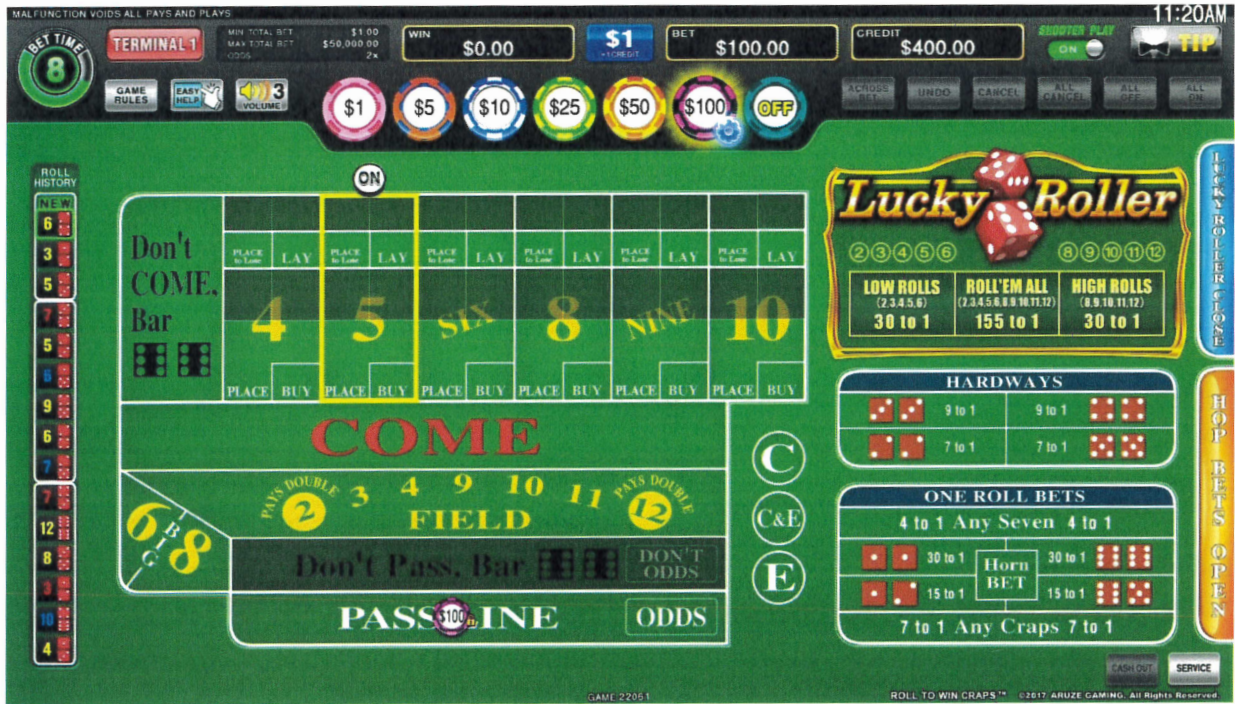 MALFUNCTION VOIDS ALL PAYS AND PLAYS
11:20AM
BET TIME
8
TERMINAL 1
MIN TOTAL BET $1.00
MAX TOTAL BET $50,000.00
ODDS 2x
WIN
$0.00
$1
=1 CREDIT
BET
$100.00
CREDIT
$400.00
SHOOTER PLAY
ON
TIP
GAME RULES
EASY HELP
3
VOLUME
$1 $5 $10 $25 $50 $100 OFF
ACROSS BET
UNDO
CANCEL
ALL CANCEL
ALL OFF
ALL ON
ROLL HISTORY
NEW
6
3
5
7
5
6
9
6
7
7
12
8
3
10
4
ON
Don't COME, Bar
PLACE to Lose LAY PLACE to Lose LAY PLACE to Lose LAY PLACE to Lose LAY PLACE to Lose LAY PLACE to Lose LAY
4 5 SIX 8 NINE 10
PLACE BUY PLACE BUY PLACE BUY PLACE BUY PLACE BUY PLACE BUY
COME
PAYS DOUBLE 2 3 4 9 10 11 PAYS DOUBLE 12
FIELD
6 BIG 8
Don't Pass, Bar
DON'T ODDS
PASS LINE
$100
ODDS
C
C&E
E
Lucky Roller
2 3 4 5 6
8 9 10 11 12
LOW ROLLS
(2,3,4,5,6)
30 to 1
ROLL'EM ALL
(2,3,4,5,6,8,9,10,11,12)
155 to 1
HIGH ROLLS
(8,9,10,11,12)
30 to 1
LUCKY ROLLER CLOSE
HARDWAYS
9 to 1 9 to 1
7 to 1 7 to 1
HOP BETS OPEN
ONE ROLL BETS
4 to 1 Any Seven 4 to 1
30 to 1 Horn BET 30 to 1
15 to 1 15 to 1
7 to 1 Any Craps 7 to 1
CASH OUT
SERVICE
GAME:22061
ROLL TO WIN CRAPS™ ©2017 ARUZE GAMING. All Rights Reserved.